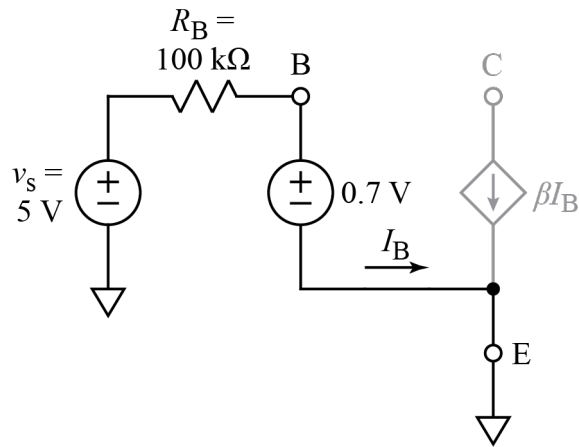 R_B =
100 kΩ
B
C
v_s =
5 V
+
−
+
−
0.7 V
βI_B
I_B
E